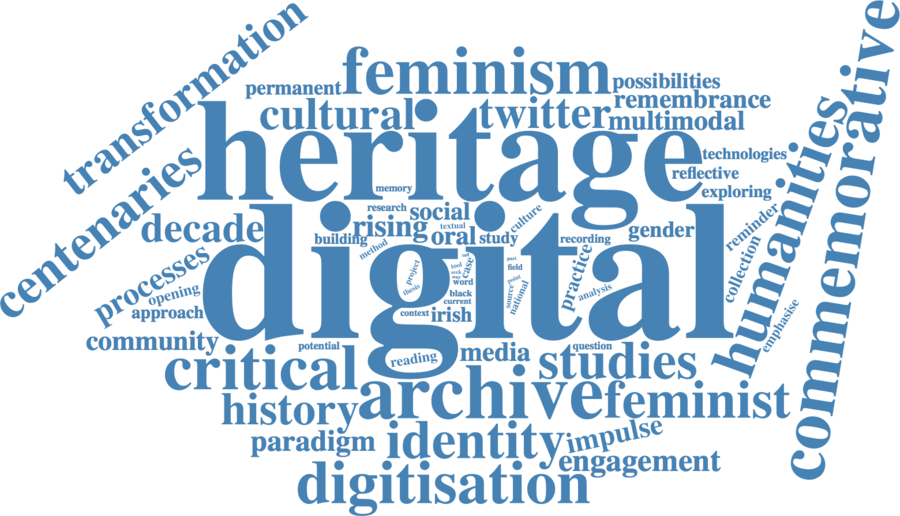 transformation
feminism
permanent
possibilities
cultural
twitter
remembrance
multimodal
commemorative
heritage
humanities
technologies
reflective
exploring
centenaries
memory
research
social
textual
culture
decade
rising
building
oral
study
recording
gender
reminder
method
processes
opening
approach
project
thesis
tool
seek
way
case
word
part
field
point
source
national
practice
analysis
collection
emphasise
black
current
context
irish
digital
community
potential
reading
media
question
studies
critical
archive
feminist
history
paradigm
identity
impulse
engagement
digitisation